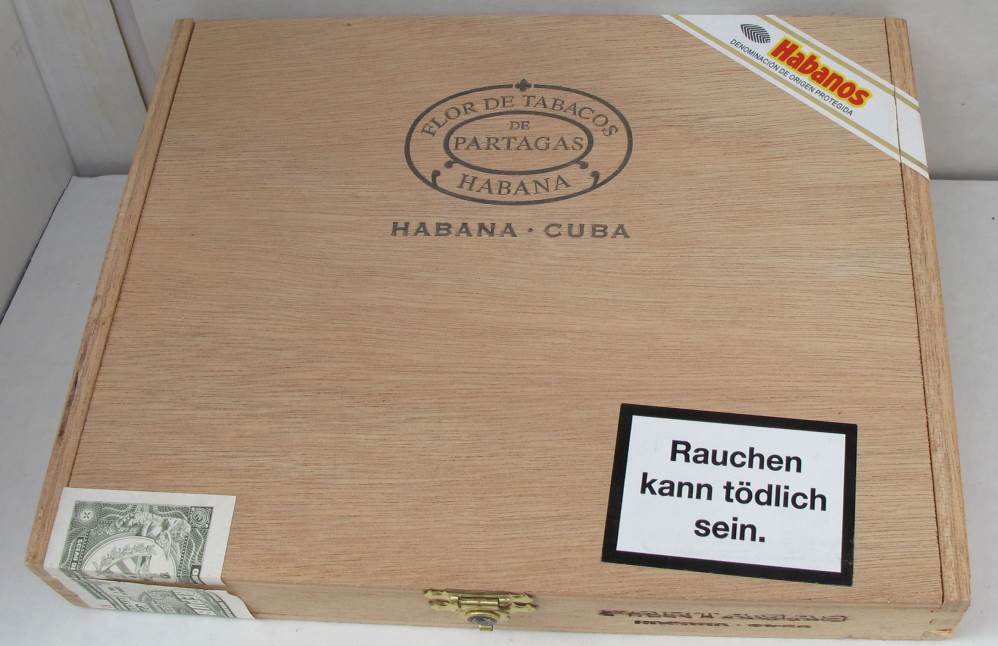 Habanos
DENOMINACIÓN DE ORIGEN PROTEGIDA
FLOR DE TABACOS
DE
PARTAGAS
HABANA
HABANA · CUBA
Rauchen
kann tödlich
sein.